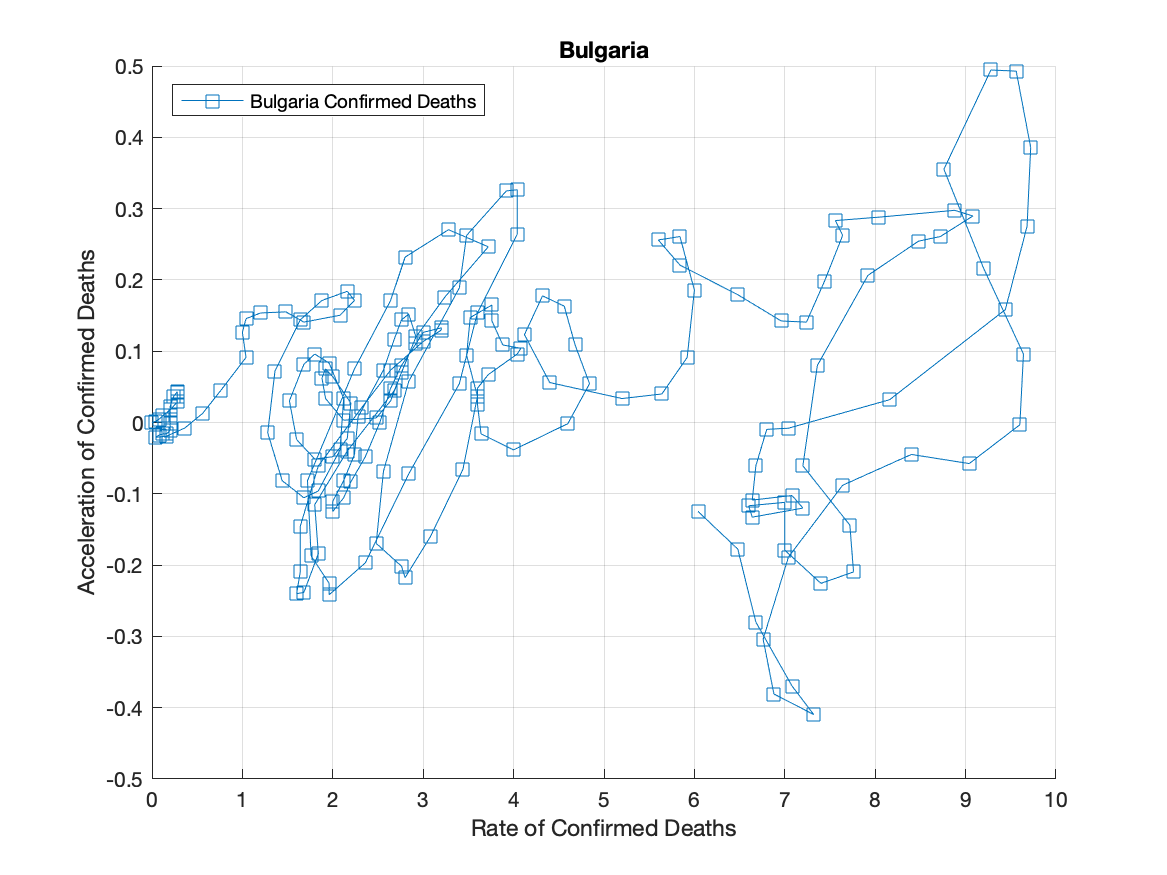 Bulgaria
Bulgaria Confirmed Deaths
0.5
0.4
0.3
0.2
0.1
0
-0.1
-0.2
-0.3
-0.4
-0.5
Acceleration of Confirmed Deaths
0 1 2 3 4 5 6 7 8 9 10
Rate of Confirmed Deaths